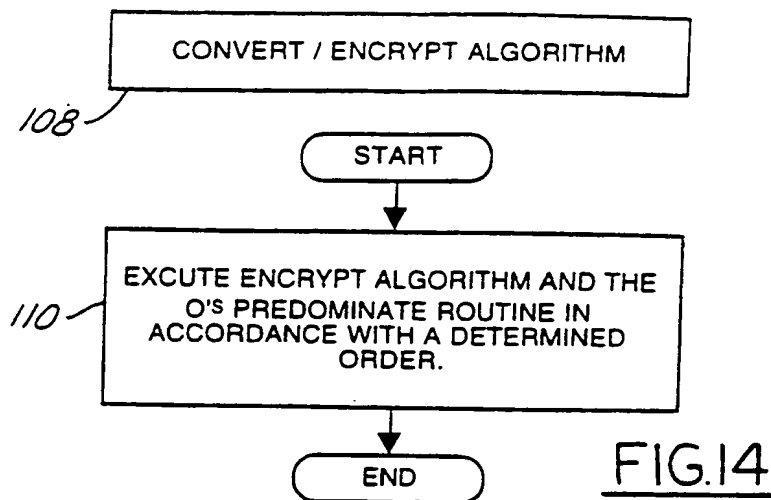 CONVERT / ENCRYPT ALGORITHM
108
START
EXCUTE ENCRYPT ALGORITHM AND THE
O'S PREDOMINATE ROUTINE IN
ACCORDANCE WITH A DETERMINED
ORDER.
110
END
FIG.14